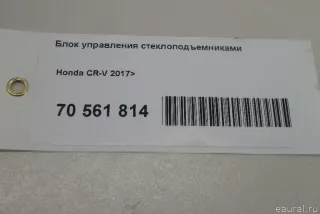 Блок управления стеклоподъемниками
Honda CR-V 2017>
70 561 814
eaural.ru